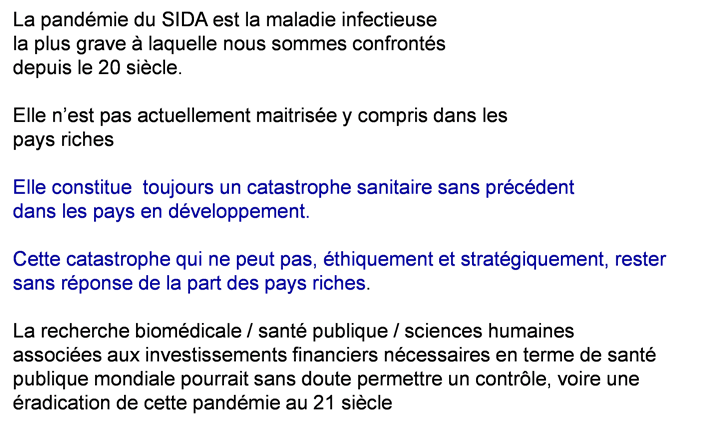 La pandémie du SIDA est la maladie infectieuse
la plus grave à laquelle nous sommes confrontés
depuis le 20 siècle.
Elle n’est pas actuellement maitrisée y compris dans les
pays riches
Elle constitue  toujours un catastrophe sanitaire sans précédent
dans les pays en développement.
Cette catastrophe qui ne peut pas, éthiquement et stratégiquement, rester
sans réponse de la part des pays riches.
La recherche biomédicale / santé publique / sciences humaines
associées aux investissements financiers nécessaires en terme de santé
publique mondiale pourrait sans doute permettre un contrôle, voire une
éradication de cette pandémie au 21 siècle